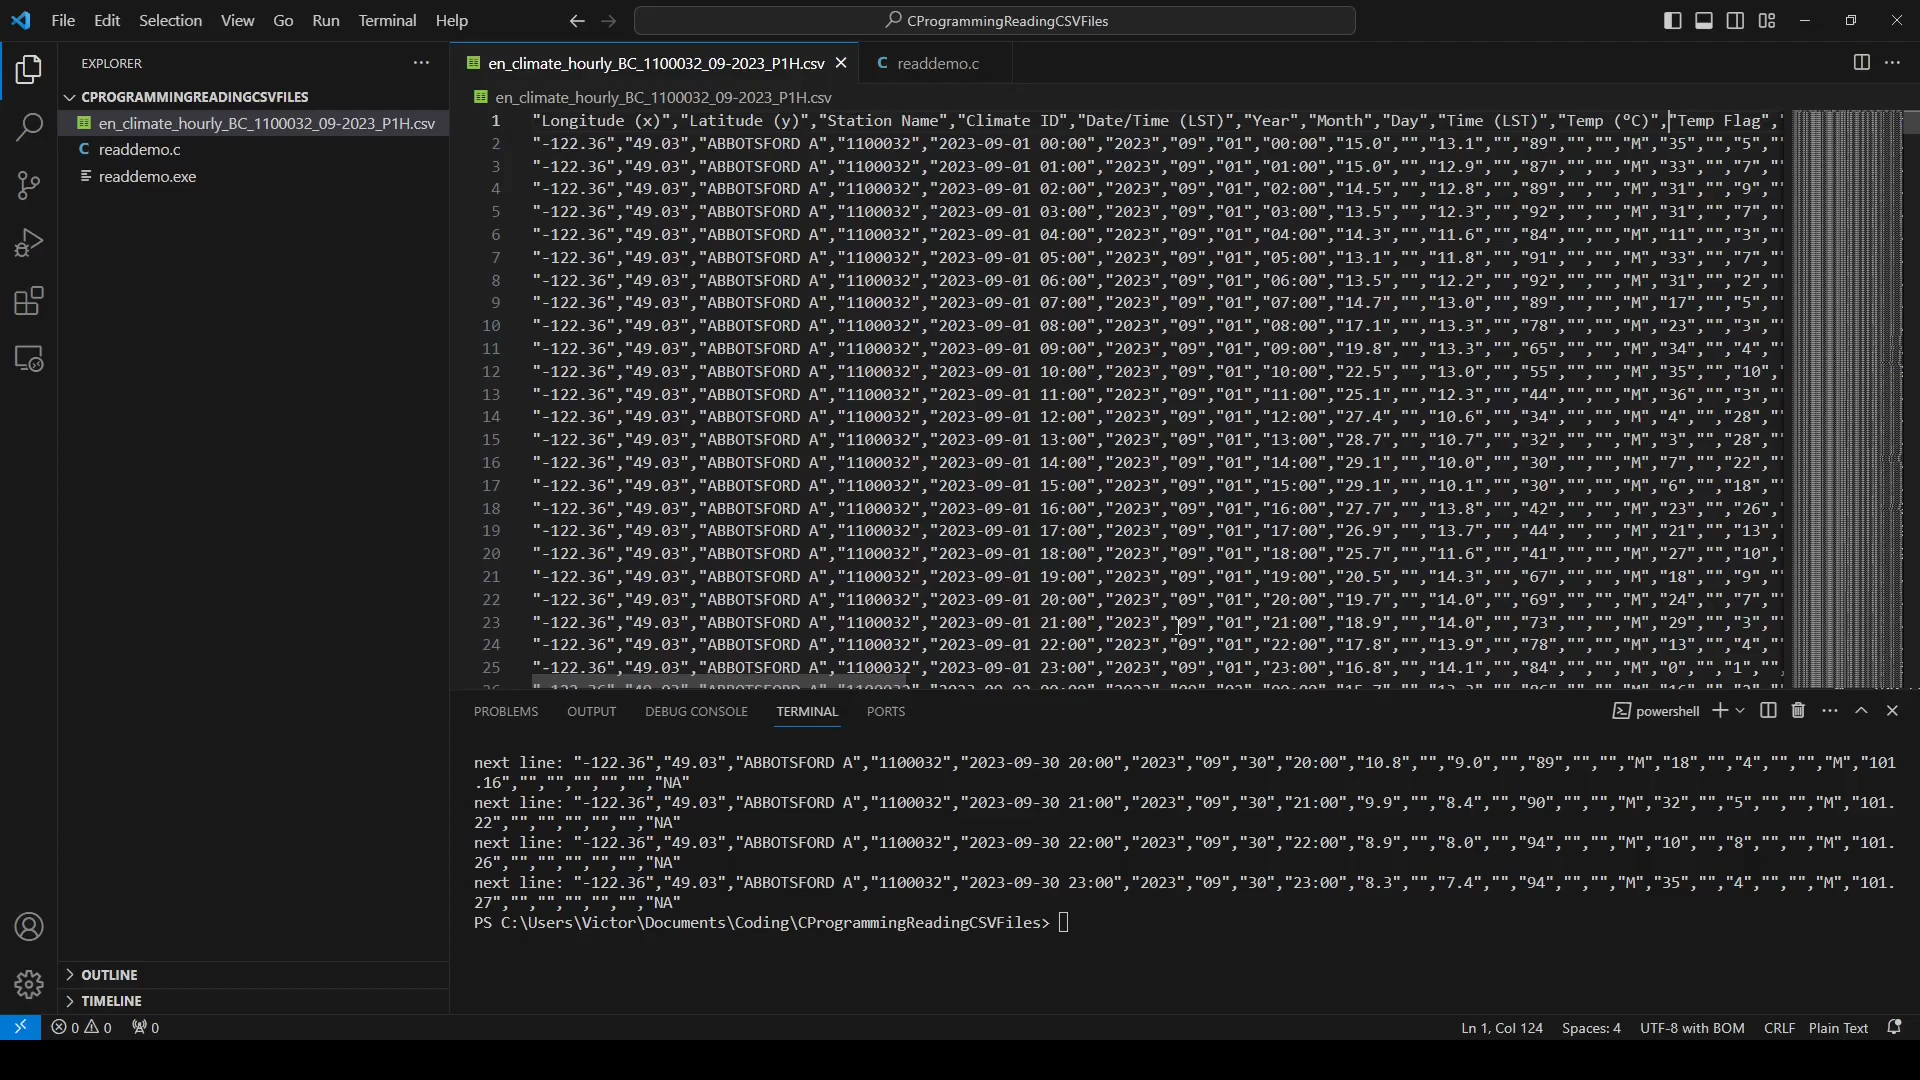 File Edit Selection View Go Run Terminal Help
CProgrammingReadingCSVFiles
EXPLORER
CPROGRAMMINGREADINGCSVFILES
en_climate_hourly_BC_1100032_09-2023_P1H.csv
readdemo.c
readdemo.exe
OUTLINE
TIMELINE
en_climate_hourly_BC_1100032_09-2023_P1H.csv
readdemo.c
en_climate_hourly_BC_1100032_09-2023_P1H.csv
1 "Longitude (x)","Latitude (y)","Station Name","Climate ID","Date/Time (LST)","Year","Month","Day","Time (LST)","Temp (°C)","Temp Flag","
2 "-122.36","49.03","ABBOTSFORD A","1100032","2023-09-01 00:00","2023","09","01","00:00","15.0","","13.1","","89","","","M","35","","5",""
3 "-122.36","49.03","ABBOTSFORD A","1100032","2023-09-01 01:00","2023","09","01","01:00","15.0","","12.9","","87","","","M","33","","7",""
4 "-122.36","49.03","ABBOTSFORD A","1100032","2023-09-01 02:00","2023","09","01","02:00","14.5","","12.8","","89","","","M","31","","9",""
5 "-122.36","49.03","ABBOTSFORD A","1100032","2023-09-01 03:00","2023","09","01","03:00","13.5","","12.3","","92","","","M","31","","7",""
6 "-122.36","49.03","ABBOTSFORD A","1100032","2023-09-01 04:00","2023","09","01","04:00","14.3","","11.6","","84","","","M","11","","3",""
7 "-122.36","49.03","ABBOTSFORD A","1100032","2023-09-01 05:00","2023","09","01","05:00","13.1","","11.8","","91","","","M","33","","7",""
8 "-122.36","49.03","ABBOTSFORD A","1100032","2023-09-01 06:00","2023","09","01","06:00","13.5","","12.2","","92","","","M","31","","2",""
9 "-122.36","49.03","ABBOTSFORD A","1100032","2023-09-01 07:00","2023","09","01","07:00","14.7","","13.0","","89","","","M","17","","5",""
10 "-122.36","49.03","ABBOTSFORD A","1100032","2023-09-01 08:00","2023","09","01","08:00","17.1","","13.3","","78","","","M","23","","3",""
11 "-122.36","49.03","ABBOTSFORD A","1100032","2023-09-01 09:00","2023","09","01","09:00","19.8","","13.3","","65","","","M","34","","4",""
12 "-122.36","49.03","ABBOTSFORD A","1100032","2023-09-01 10:00","2023","09","01","10:00","22.5","","13.0","","55","","","M","35","","10","
13 "-122.36","49.03","ABBOTSFORD A","1100032","2023-09-01 11:00","2023","09","01","11:00","25.1","","12.3","","44","","","M","36","","3",""
14 "-122.36","49.03","ABBOTSFORD A","1100032","2023-09-01 12:00","2023","09","01","12:00","27.4","","10.6","","34","","","M","4","","28",""
15 "-122.36","49.03","ABBOTSFORD A","1100032","2023-09-01 13:00","2023","09","01","13:00","28.7","","10.7","","32","","","M","3","","28",""
16 "-122.36","49.03","ABBOTSFORD A","1100032","2023-09-01 14:00","2023","09","01","14:00","29.1","","10.0","","30","","","M","7","","22",""
17 "-122.36","49.03","ABBOTSFORD A","1100032","2023-09-01 15:00","2023","09","01","15:00","29.1","","10.1","","30","","","M","6","","18",""
18 "-122.36","49.03","ABBOTSFORD A","1100032","2023-09-01 16:00","2023","09","01","16:00","27.7","","13.8","","42","","","M","23","","26","
19 "-122.36","49.03","ABBOTSFORD A","1100032","2023-09-01 17:00","2023","09","01","17:00","26.9","","13.7","","44","","","M","21","","13","
20 "-122.36","49.03","ABBOTSFORD A","1100032","2023-09-01 18:00","2023","09","01","18:00","25.7","","11.6","","41","","","M","27","","10","
21 "-122.36","49.03","ABBOTSFORD A","1100032","2023-09-01 19:00","2023","09","01","19:00","20.5","","14.3","","67","","","M","18","","9",""
22 "-122.36","49.03","ABBOTSFORD A","1100032","2023-09-01 20:00","2023","09","01","20:00","19.7","","14.0","","69","","","M","24","","7",""
23 "-122.36","49.03","ABBOTSFORD A","1100032","2023-09-01 21:00","2023","09","01","21:00","18.9","","14.0","","73","","","M","29","","3",""
24 "-122.36","49.03","ABBOTSFORD A","1100032","2023-09-01 22:00","2023","09","01","22:00","17.8","","13.9","","78","","","M","13","","4",""
25 "-122.36","49.03","ABBOTSFORD A","1100032","2023-09-01 23:00","2023","09","01","23:00","16.8","","14.1","","84","","","M","0","","1","",
PROBLEMS OUTPUT DEBUG CONSOLE TERMINAL PORTS
powershell
next line: "-122.36","49.03","ABBOTSFORD A","1100032","2023-09-30 20:00","2023","09","30","20:00","10.8","","9.0","","89","","","M","18","","4","","","M","101
.16","","","","","","NA"
next line: "-122.36","49.03","ABBOTSFORD A","1100032","2023-09-30 21:00","2023","09","30","21:00","9.9","","8.4","","90","","","M","32","","5","","","M","101.
22","","","","","","NA"
next line: "-122.36","49.03","ABBOTSFORD A","1100032","2023-09-30 22:00","2023","09","30","22:00","8.9","","8.0","","94","","","M","10","","8","","","M","101.
26","","","","","","NA"
next line: "-122.36","49.03","ABBOTSFORD A","1100032","2023-09-30 23:00","2023","09","30","23:00","8.3","","7.4","","94","","","M","35","","4","","","M","101.
27","","","","","","NA"
PS C:\Users\Victor\Documents\Coding\CProgrammingReadingCSVFiles>
0 0 0
Ln 1, Col 124 Spaces: 4 UTF-8 with BOM CRLF Plain Text